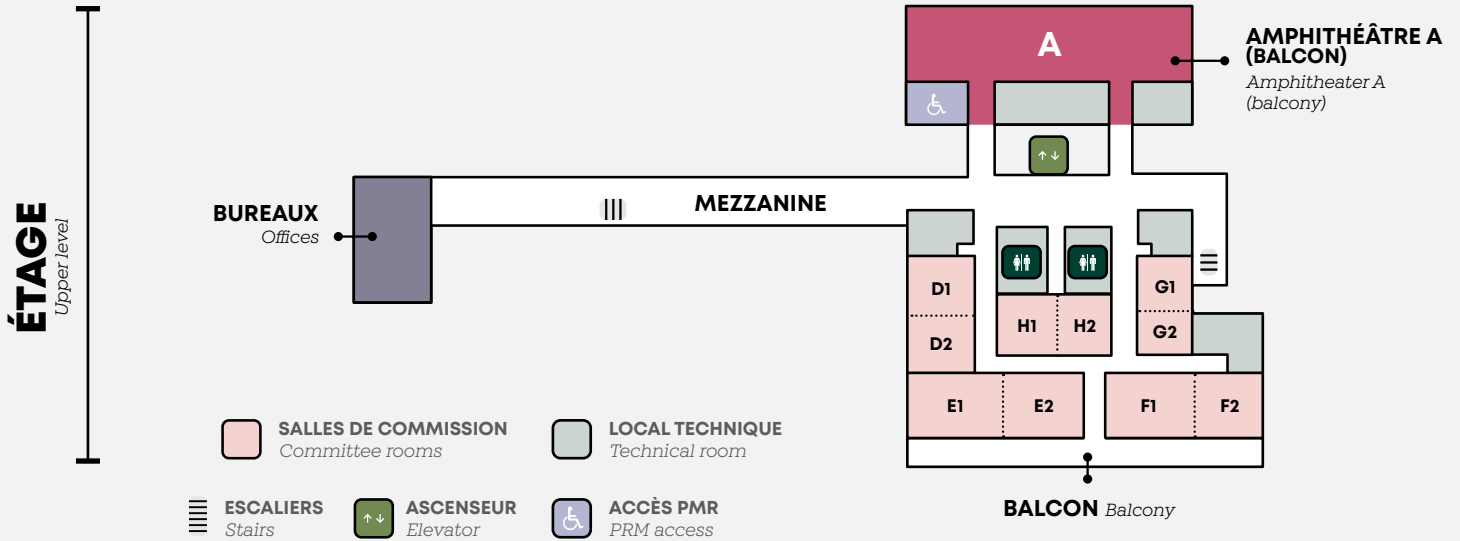 ÉTAGE
Upper level
A
AMPHITHÉÂTRE A
(BALCON)
Amphitheater A
(balcony)
BUREAUX
Offices
MEZZANINE
D1
D2
H1
H2
G1
G2
E1
E2
F1
F2
SALLES DE COMMISSION
Committee rooms
LOCAL TECHNIQUE
Technical room
ESCALIERS
Stairs
ASCENSEUR
Elevator
ACCÈS PMR
PRM access
BALCON Balcony